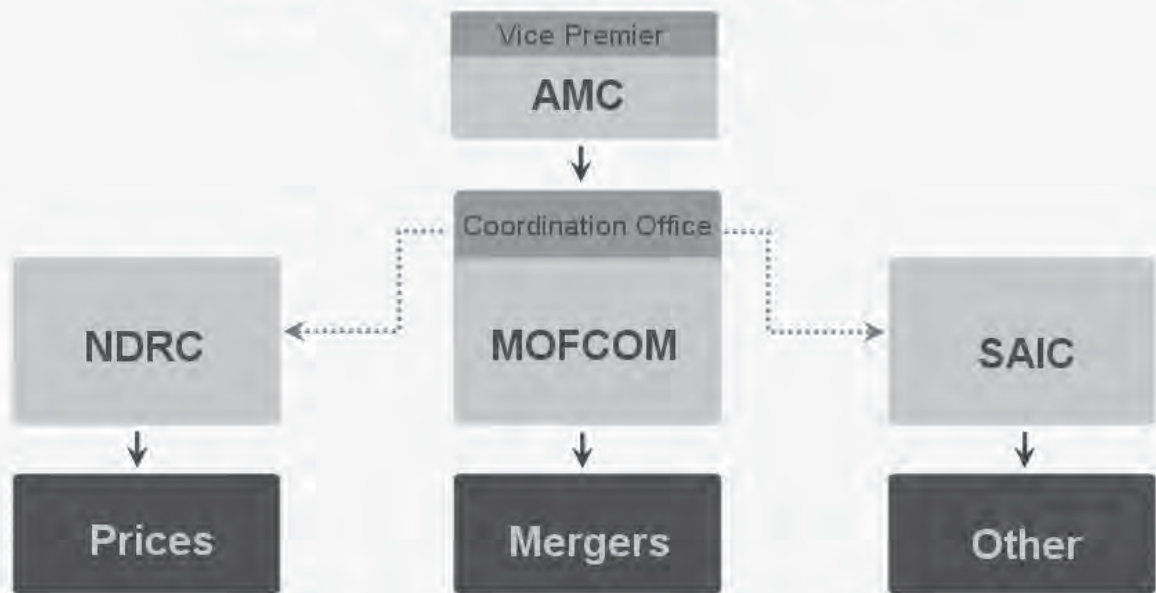 Vice Premier
AMC
Coordination Office
NDRC
MOFCOM
SAIC
Prices
Mergers
Other